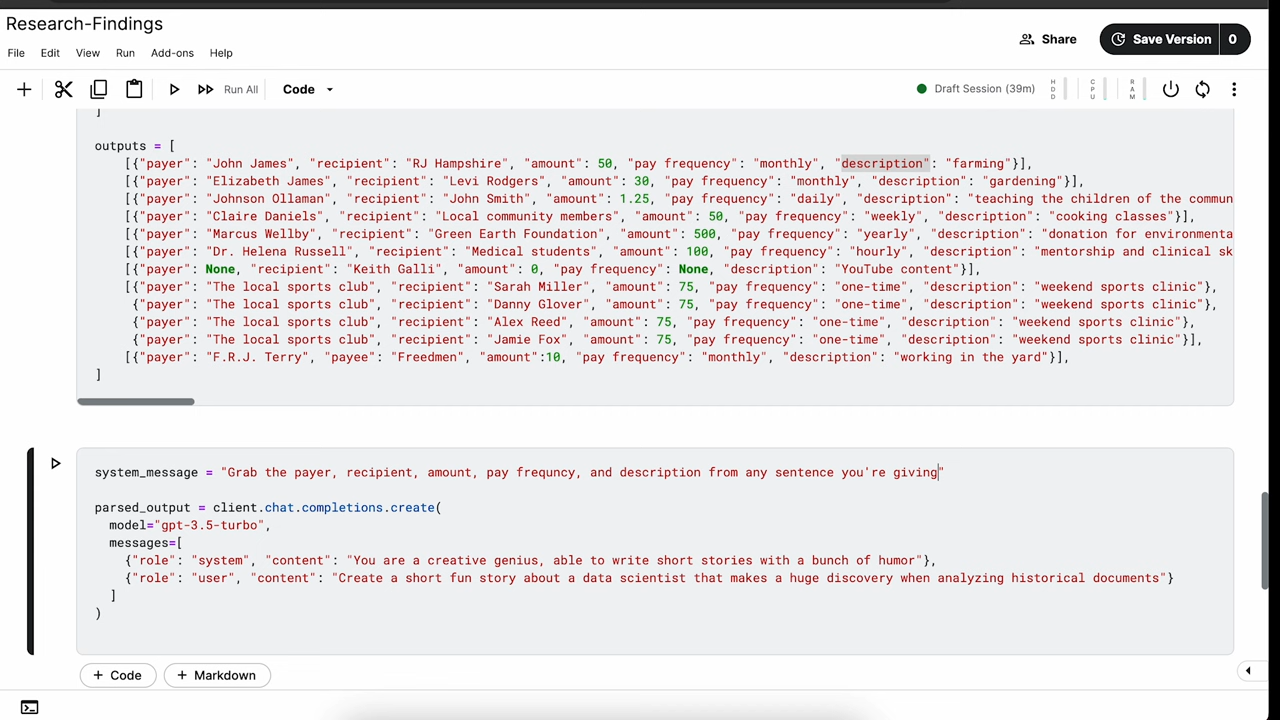 Research-Findings
File Edit View Run Add-ons Help
Share
Save Version 0
Run All
Code
Draft Session (39m)
HDD
CPU
RAM
]
outputs = [
[{"payer": "John James", "recipient": "RJ Hampshire", "amount": 50, "pay frequency": "monthly", "description": "farming"}],
[{"payer": "Elizabeth James", "recipient": "Levi Rodgers", "amount": 30, "pay frequency": "monthly", "description": "gardening"}],
[{"payer": "Johnson Ollaman", "recipient": "John Smith", "amount": 1.25, "pay frequency": "daily", "description": "teaching the children of the commun
[{"payer": "Claire Daniels", "recipient": "Local community members", "amount": 50, "pay frequency": "weekly", "description": "cooking classes"}],
[{"payer": "Marcus Wellby", "recipient": "Green Earth Foundation", "amount": 500, "pay frequency": "yearly", "description": "donation for environmenta
[{"payer": "Dr. Helena Russell", "recipient": "Medical students", "amount": 100, "pay frequency": "hourly", "description": "mentorship and clinical sk
[{"payer": None, "recipient": "Keith Galli", "amount": 0, "pay frequency": None, "description": "YouTube content"}],
[{"payer": "The local sports club", "recipient": "Sarah Miller", "amount": 75, "pay frequency": "one-time", "description": "weekend sports clinic"},
{"payer": "The local sports club", "recipient": "Danny Glover", "amount": 75, "pay frequency": "one-time", "description": "weekend sports clinic"},
{"payer": "The local sports club", "recipient": "Alex Reed", "amount": 75, "pay frequency": "one-time", "description": "weekend sports clinic"},
{"payer": "The local sports club", "recipient": "Jamie Fox", "amount": 75, "pay frequency": "one-time", "description": "weekend sports clinic"}],
[{"payer": "F.R.J. Terry", "payee": "Freedmen", "amount":10, "pay frequency": "monthly", "description": "working in the yard"}],
]
system_message = "Grab the payer, recipient, amount, pay frequncy, and description from any sentence you're giving"
parsed_output = client.chat.completions.create(
model="gpt-3.5-turbo",
messages=[
{"role": "system", "content": "You are a creative genius, able to write short stories with a bunch of humor"},
{"role": "user", "content": "Create a short fun story about a data scientist that makes a huge discovery when analyzing historical documents"}
]
)
+ Code + Markdown